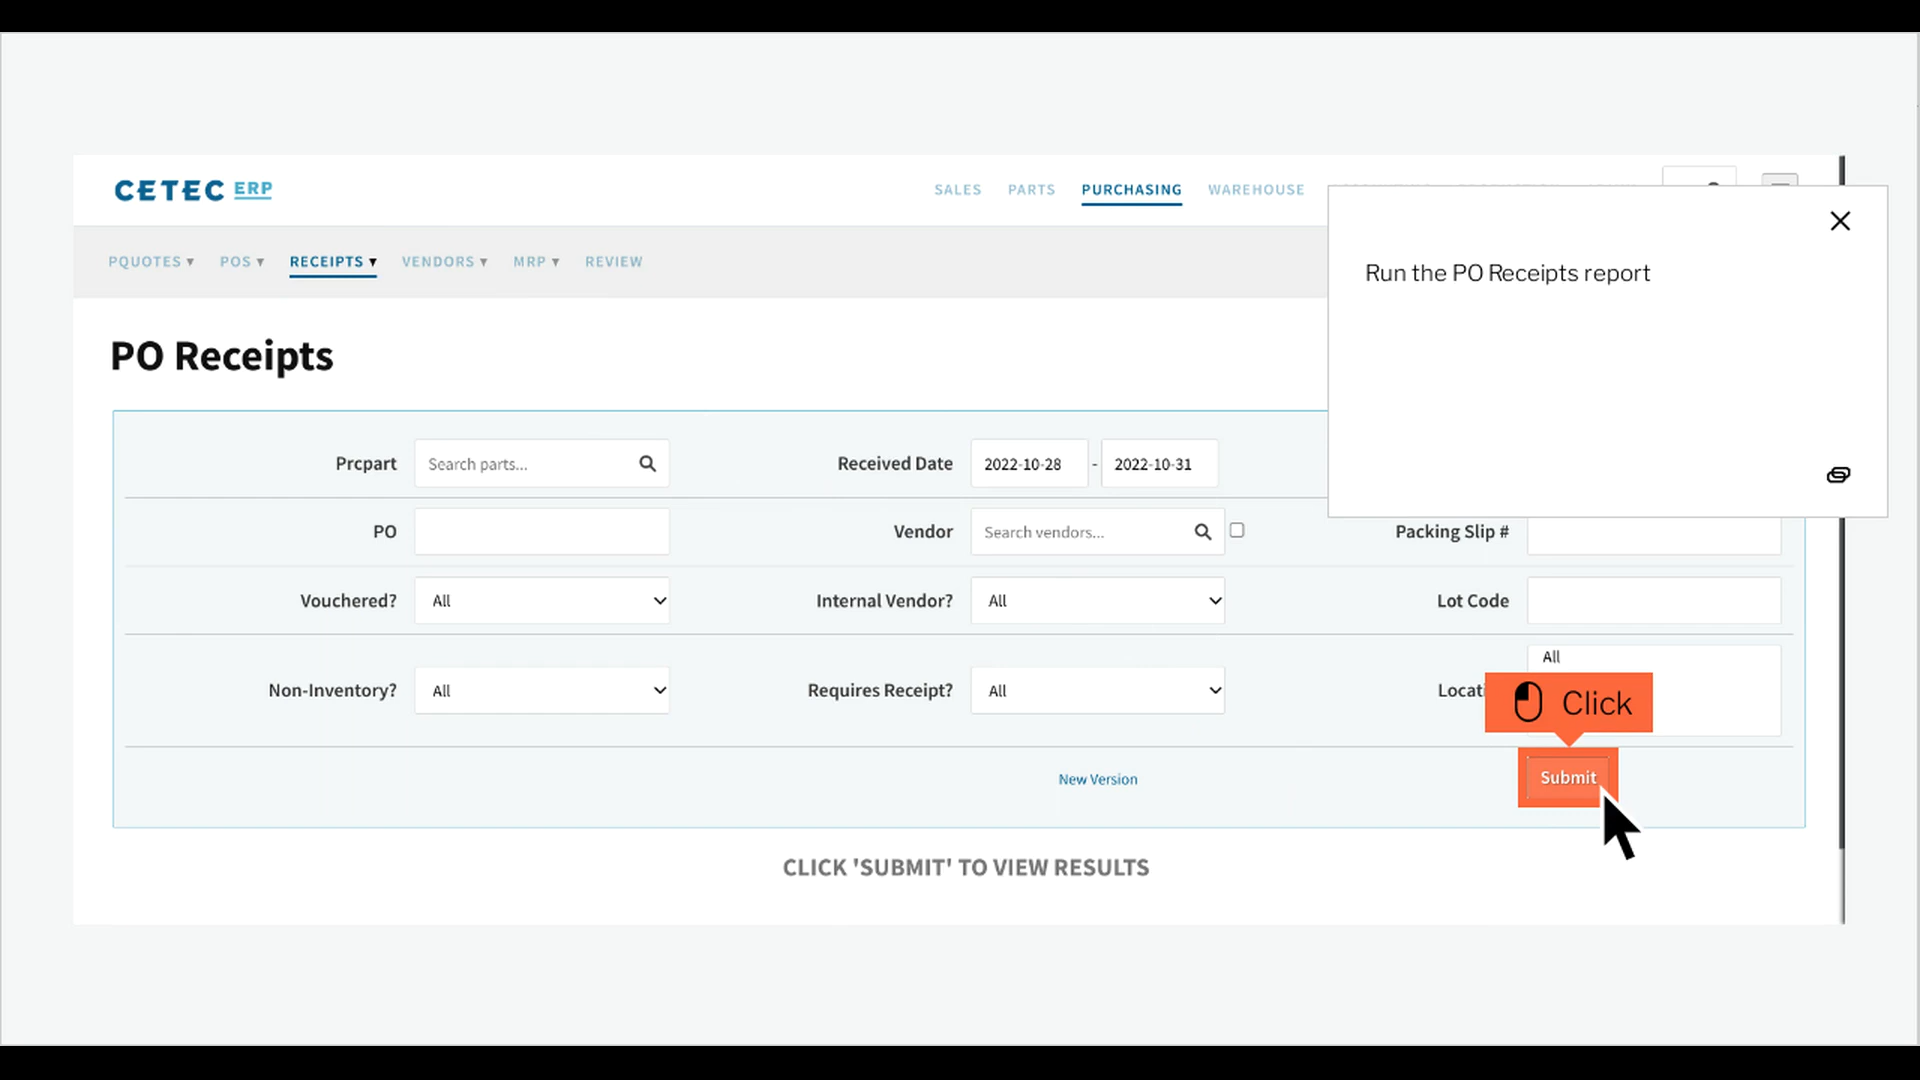 CETEC ERP
SALES PARTS PURCHASING WAREHOUSE
PQUOTES ▾ POS ▾ RECEIPTS ▾ VENDORS ▾ MRP ▾ REVIEW
Run the PO Receipts report
PO Receipts
Prcpart Search parts... Received Date 2022-10-28 - 2022-10-31
PO Vendor Search vendors... Packing Slip #
Vouchered? All Internal Vendor? All Lot Code
All
Non-Inventory? All Requires Receipt? All
Click
New Version Submit
CLICK 'SUBMIT' TO VIEW RESULTS